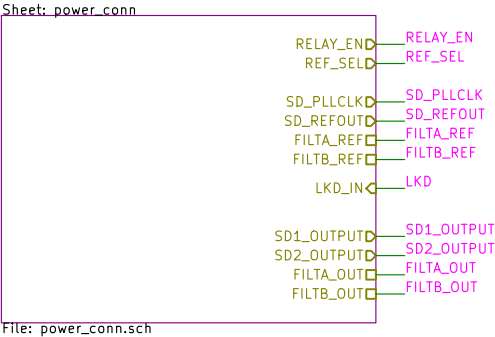 Sheet: power_conn
RELAY_EN RELAY_EN
REF_SEL REF_SEL
SD_PLLCLK SD_PLLCLK
SD_REFOUT SD_REFOUT
FILTA_REF FILTA_REF
FILTB_REF FILTB_REF
LKD_IN LKD
SD1_OUTPUT SD1_OUTPUT
SD2_OUTPUT SD2_OUTPUT
FILTA_OUT FILTA_OUT
FILTB_OUT FILTB_OUT
File: power_conn.sch